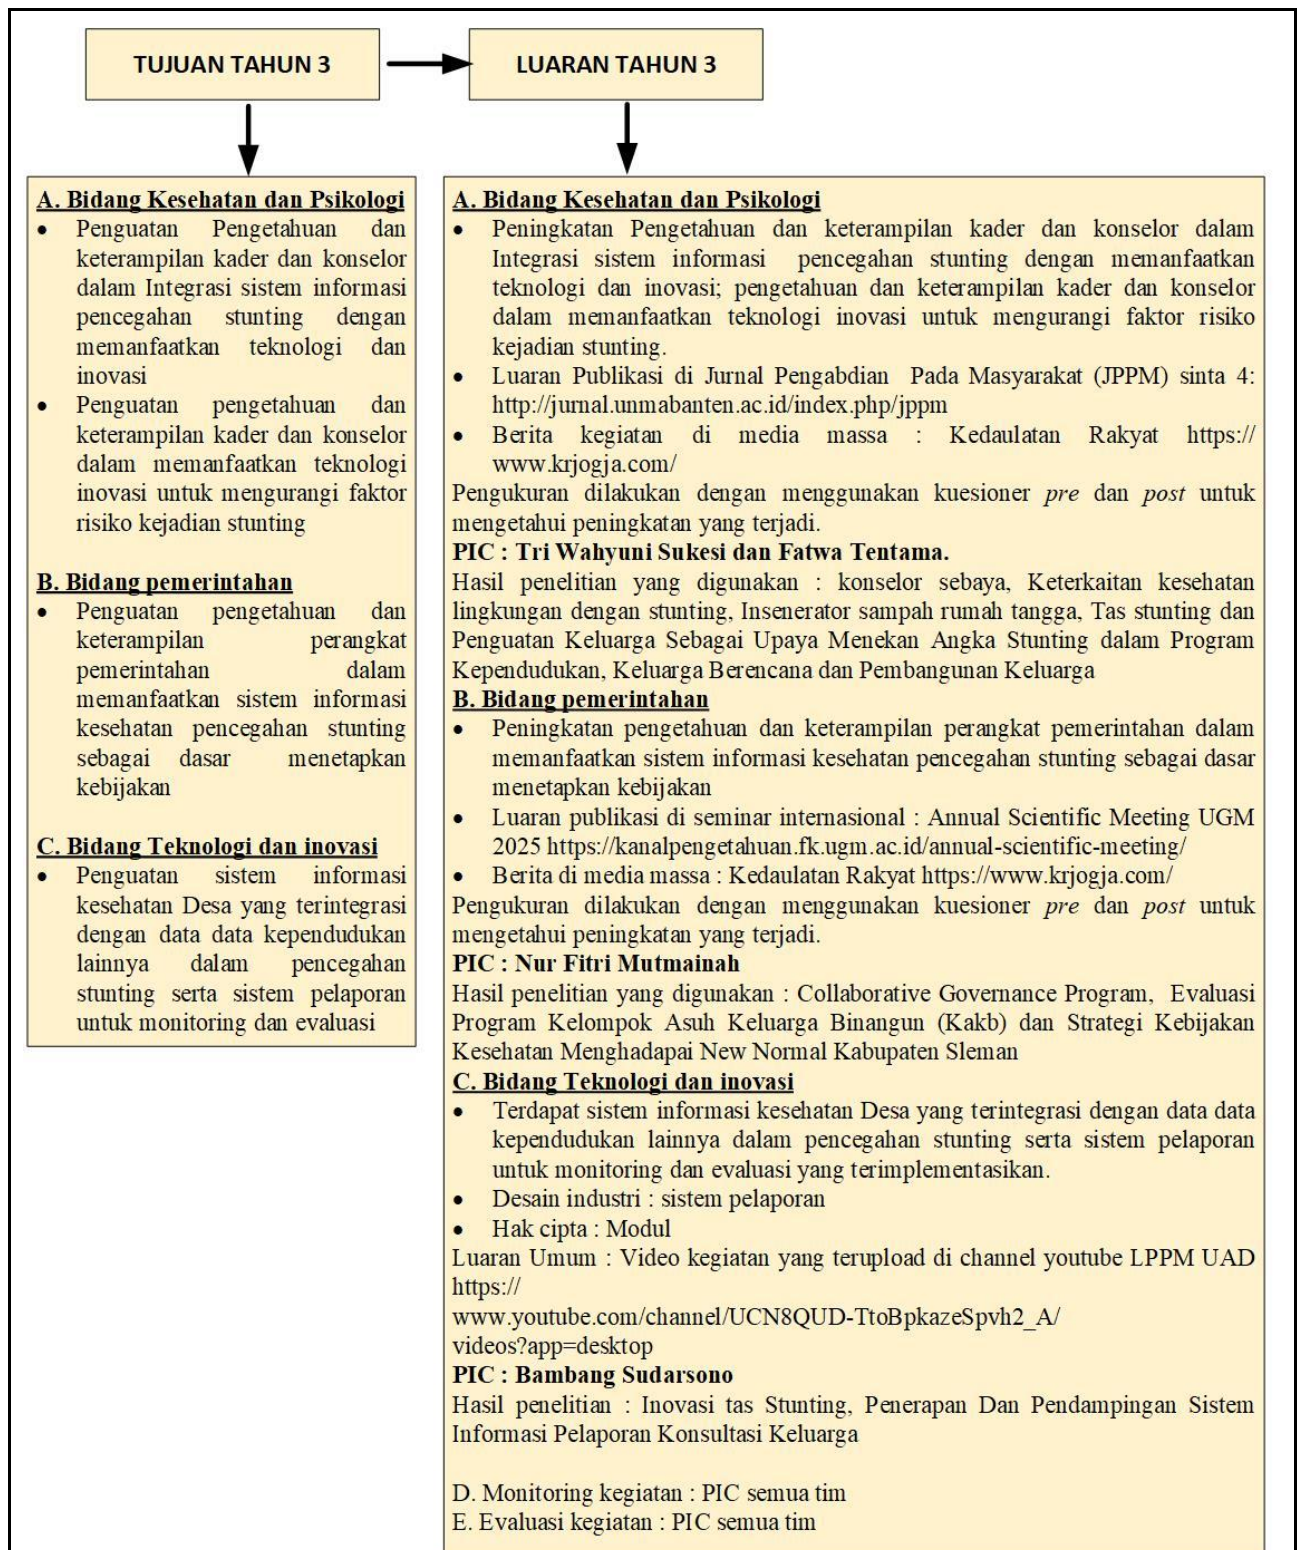 TUJUAN TAHUN 3
LUARAN TAHUN 3
A. Bidang Kesehatan dan Psikologi
• Penguatan Pengetahuan dan
keterampilan kader dan konselor
dalam Integrasi sistem informasi
pencegahan stunting dengan
memanfaatkan teknologi dan
inovasi
• Penguatan pengetahuan dan
keterampilan kader dan konselor
dalam memanfaatkan teknologi
inovasi untuk mengurangi faktor
risiko kejadian stunting
B. Bidang pemerintahan
• Penguatan pengetahuan dan
keterampilan perangkat
pemerintahan dalam
memanfaatkan sistem informasi
kesehatan pencegahan stunting
sebagai dasar menetapkan
kebijakan
C. Bidang Teknologi dan inovasi
• Penguatan sistem informasi
kesehatan Desa yang terintegrasi
dengan data data kependudukan
lainnya dalam pencegahan
stunting serta sistem pelaporan
untuk monitoring dan evaluasi
A. Bidang Kesehatan dan Psikologi
• Peningkatan Pengetahuan dan keterampilan kader dan konselor dalam
Integrasi sistem informasi pencegahan stunting dengan memanfaatkan
teknologi dan inovasi; pengetahuan dan keterampilan kader dan konselor
dalam memanfaatkan teknologi inovasi untuk mengurangi faktor risiko
kejadian stunting.
• Luaran Publikasi di Jurnal Pengabdian Pada Masyarakat (JPPM) sinta 4:
http://jurnal.unmabanten.ac.id/index.php/jppm
• Berita kegiatan di media massa : Kedaulatan Rakyat https://
www.krjogja.com/
Pengukuran dilakukan dengan menggunakan kuesioner pre dan post untuk
mengetahui peningkatan yang terjadi.
PIC : Tri Wahyuni Sukesi dan Fatwa Tentama.
Hasil penelitian yang digunakan : konselor sebaya, Keterkaitan kesehatan
lingkungan dengan stunting, Insenerator sampah rumah tangga, Tas stunting dan
Penguatan Keluarga Sebagai Upaya Menekan Angka Stunting dalam Program
Kependudukan, Keluarga Berencana dan Pembangunan Keluarga
B. Bidang pemerintahan
• Peningkatan pengetahuan dan keterampilan perangkat pemerintahan dalam
memanfaatkan sistem informasi kesehatan pencegahan stunting sebagai dasar
menetapkan kebijakan
• Luaran publikasi di seminar internasional : Annual Scientific Meeting UGM
2025 https://kanalpengetahuan.fk.ugm.ac.id/annual-scientific-meeting/
• Berita di media massa : Kedaulatan Rakyat https://www.krjogja.com/
Pengukuran dilakukan dengan menggunakan kuesioner pre dan post untuk
mengetahui peningkatan yang terjadi.
PIC : Nur Fitri Mutmainah
Hasil penelitian yang digunakan : Collaborative Governance Program, Evaluasi
Program Kelompok Asuh Keluarga Binangun (Kakb) dan Strategi Kebijakan
Kesehatan Menghadapai New Normal Kabupaten Sleman
C. Bidang Teknologi dan inovasi
• Terdapat sistem informasi kesehatan Desa yang terintegrasi dengan data data
kependudukan lainnya dalam pencegahan stunting serta sistem pelaporan
untuk monitoring dan evaluasi yang terimplementasikan.
• Desain industri : sistem pelaporan
• Hak cipta : Modul
Luaran Umum : Video kegiatan yang terupload di channel youtube LPPM UAD
https://
www.youtube.com/channel/UCN8QUD-TtoBpkazeSpvh2_A/
videos?app=desktop
PIC : Bambang Sudarsono
Hasil penelitian : Inovasi tas Stunting, Penerapan Dan Pendampingan Sistem
Informasi Pelaporan Konsultasi Keluarga
D. Monitoring kegiatan : PIC semua tim
E. Evaluasi kegiatan : PIC semua tim